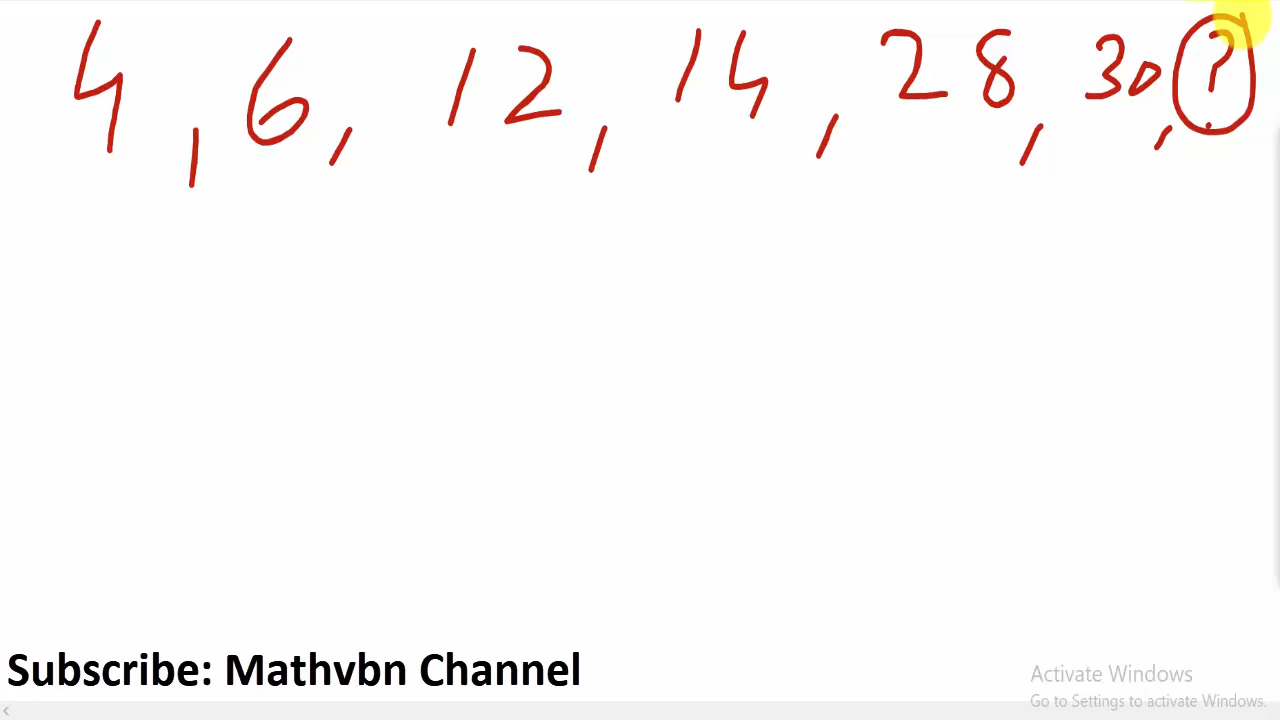 4, 6, 12, 14, 28, 30, ?
Subscribe: Mathvbn Channel
Activate Windows
Go to Settings to activate Windows.